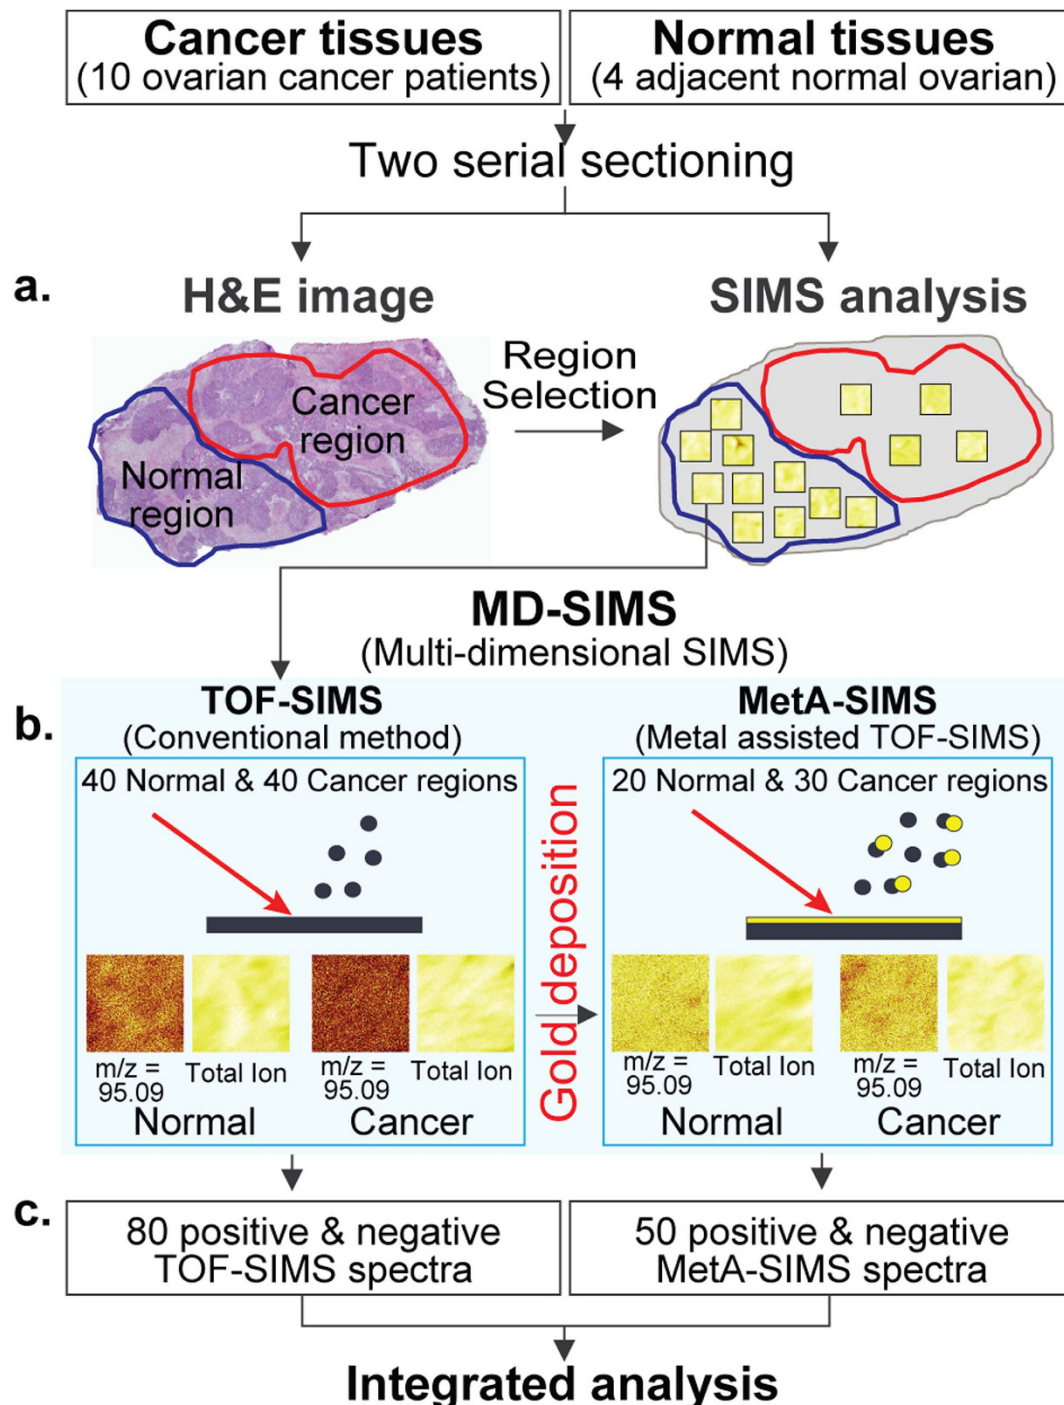 Cancer tissues
(10 ovarian cancer patients)
Normal tissues
(4 adjacent normal ovarian)
Two serial sectioning
a.
H&E image
SIMS analysis
Cancer
region
Normal
region
Region
Selection
MD-SIMS
(Multi-dimensional SIMS)
b.
TOF-SIMS
(Conventional method)
40 Normal & 40 Cancer regions
m/z =
95.09
Total Ion
m/z =
95.09
Total Ion
Normal
Cancer
Gold deposition
MetA-SIMS
(Metal assisted TOF-SIMS)
20 Normal & 30 Cancer regions
m/z =
95.09
Total Ion
m/z =
95.09
Total Ion
Normal
Cancer
c.
80 positive & negative
TOF-SIMS spectra
50 positive & negative
MetA-SIMS spectra
Integrated analysis